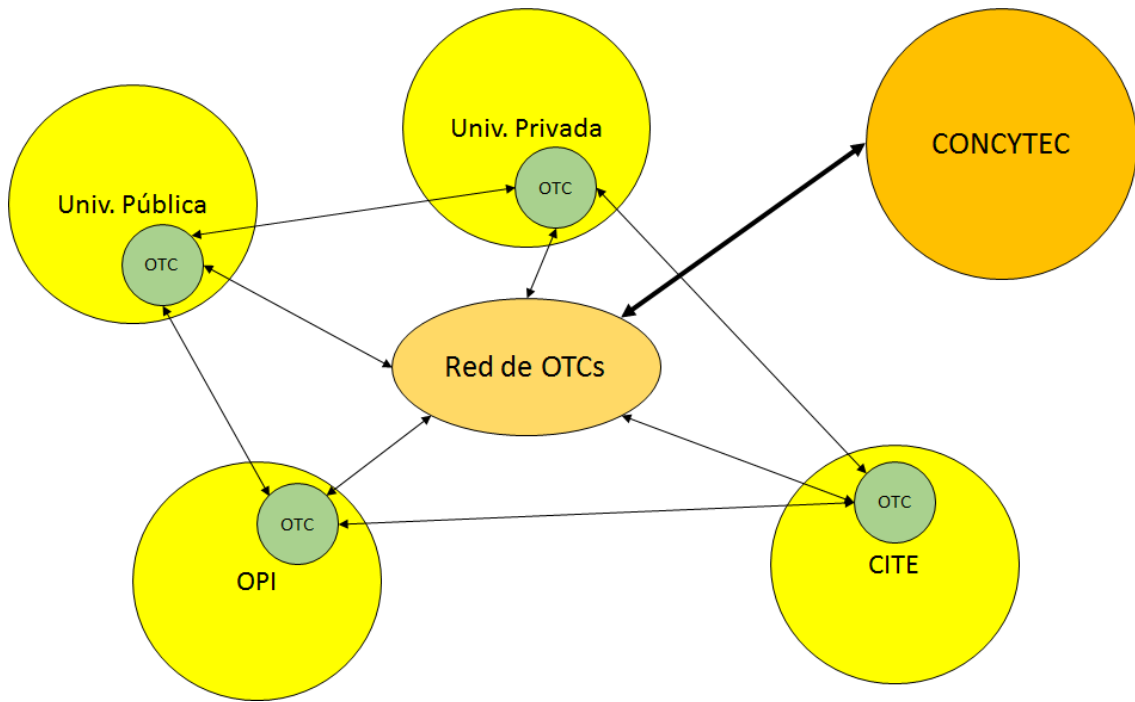 Univ. Privada
OTC
CONCYTEC
Univ. Pública
OTC
Red de OTCs
OTC
OPI
OTC
CITE